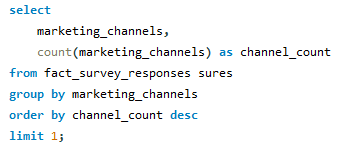 select
    marketing_channels,
    count(marketing_channels) as channel_count
from fact_survey_responses sures
group by marketing_channels
order by channel_count desc
limit 1;